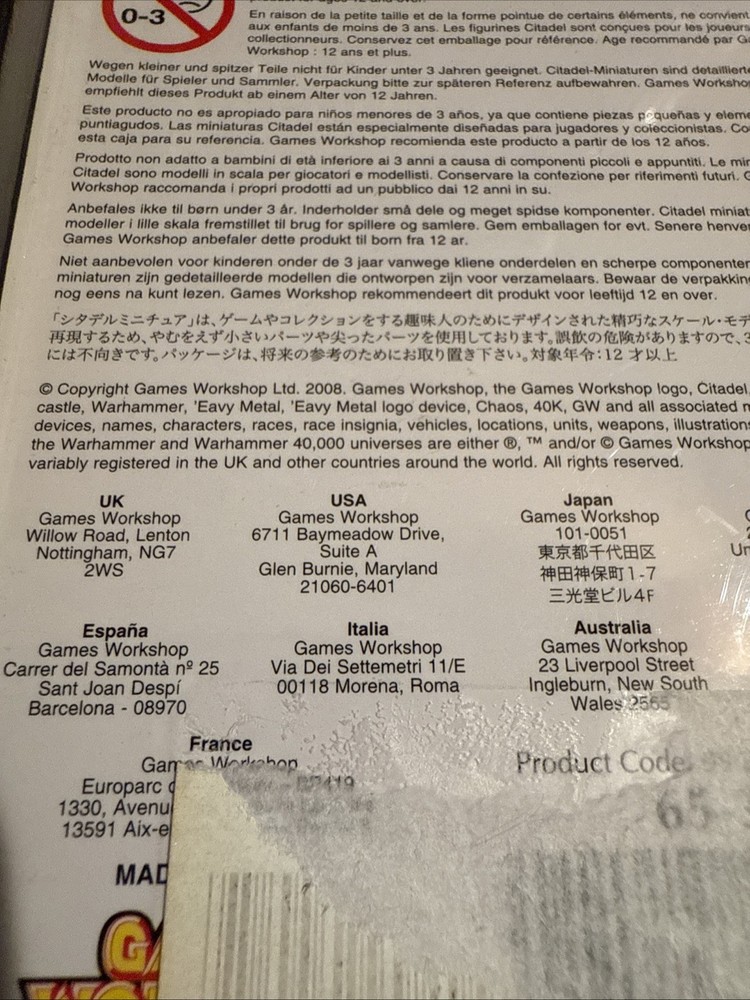 0-3
En raison de la petite taille et de la forme pointue de certains éléments, ne convient
aux enfants de moins de 3 ans. Les figurines Citadel sont conçues pour les joueurs
collectionneurs. Conservez cet emballage pour référence. Age recommandé par
Workshop : 12 ans et plus.
Wegen kleiner und spitzer Teile nicht für Kinder unter 3 Jahren geeignet. Citadel-Miniaturen sind
Modelle für Spieler und Sammler. Verpackung bitte zur späteren Referenz aufbewahren. Games
empfiehlt dieses Produkt ab einem Alter von 12 Jahren.
Este producto no es apropiado para niños menores de 3 años, ya que contiene piezas pequeñas y
puntiagudos. Las miniaturas Citadel están especialmente diseñadas para jugadores y coleccionistas.
esta caja para su referencia. Games Workshop recomienda este producto a partir de los 12 años.
Prodotto non adatto a bambini di età inferiore ai 3 anni a causa di componenti piccoli e appuntiti. Le
Citadel sono modelli in scala per giocatori e modellisti. Conservare la confezione per riferimenti futuri.
Workshop raccomanda i propri prodotti ad un pubblico dai 12 anni in su.
Anbefales ikke til børn under 3 år. Inderholder små dele og meget spidse komponenter. Citadel
modeller i lille skala fremstillet til brug for spillere og samlere. Gem emballagen for evt. Senere
Games Workshop anbefaler dette produkt til born fra 12 ar.
Niet aanbevolen voor kinderen onder de 3 jaar vanwege kliene onderdelen en scherpe componenten
miniaturen zijn gedetailleerde modellen die ontworpen zijn voor verzamelaars. Bewaar de
nog eens na kunt lezen. Games Workshop rekommendeert dit produkt voor leeftijd 12 en over.
「シタデルミニチュア」は、ゲームやコレクションをする趣味人のためにデザインされた精巧なスケール・モデ
再現するため、やむをえず小さいパーツや尖ったパーツを使用しております。誤飲の危険がありますので、3
には不向きです。パッケージは、将来の参考のためにお取り置き下さい。対象年令：12 才以上
© Copyright Games Workshop Ltd. 2008. Games Workshop, the Games Workshop logo, Citadel,
castle, Warhammer, 'Eavy Metal, 'Eavy Metal logo device, Chaos, 40K, GW and all associated
devices, names, characters, races, race insignia, vehicles, locations, units, weapons, illustrations
the Warhammer and Warhammer 40,000 universes are either ®, ™ and/or © Games Workshop
variably registered in the UK and other countries around the world. All rights reserved.
UK
Games Workshop
Willow Road, Lenton
Nottingham, NG7
2WS
USA
Games Workshop
6711 Baymeadow Drive,
Suite A
Glen Burnie, Maryland
21060-6401
Japan
Games Workshop
101-0051
東京都千代田区
神田神保町1-7
三光堂ビル4F
España
Games Workshop
Carrer del Samontà nº 25
Sant Joan Despí
Barcelona - 08970
Italia
Games Workshop
Via Dei Settemetri 11/E
00118 Morena, Roma
Australia
Games Workshop
23 Liverpool Street
Ingleburn, New South
Wales 2565
France
Games Workshop
Europarc
1330,
13591
Product Code
65